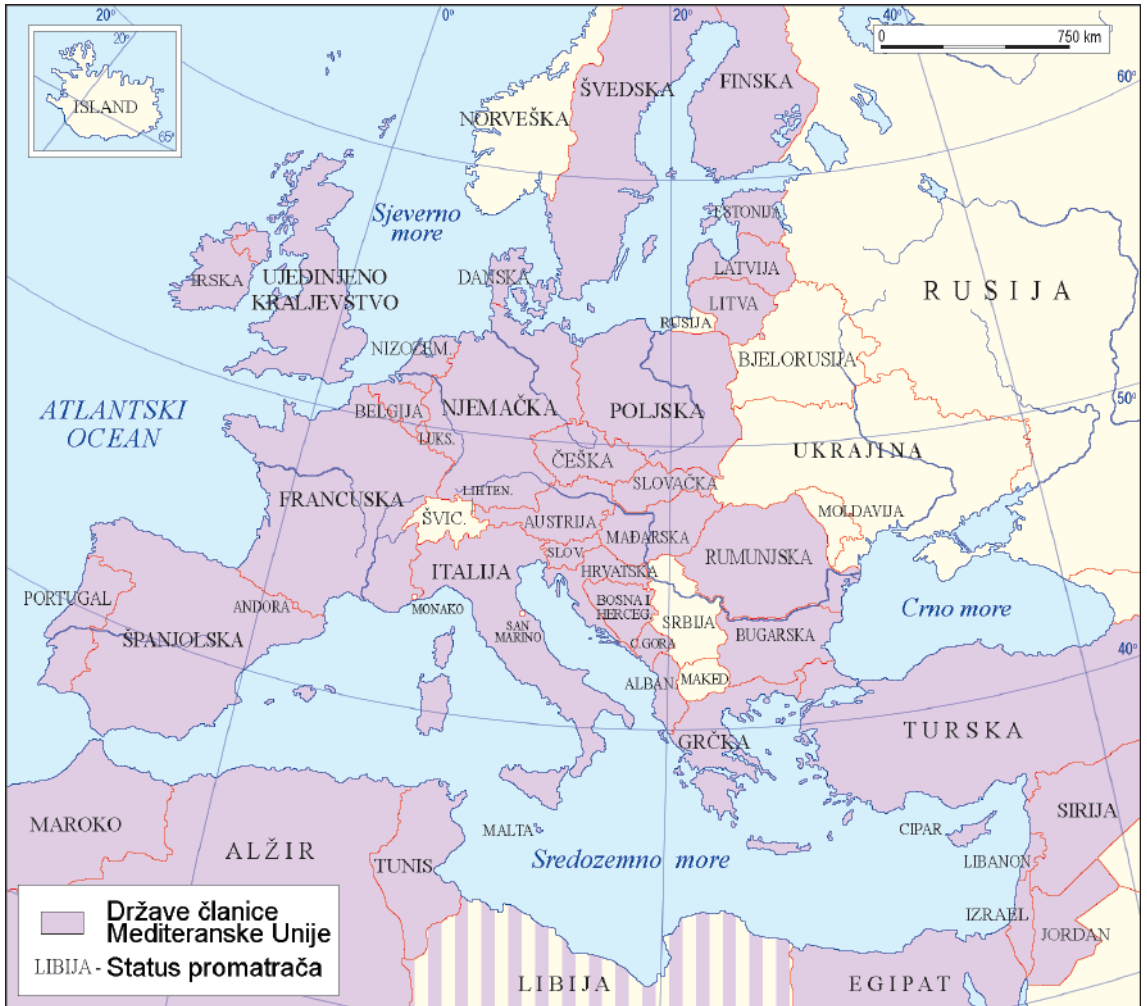 20°
0°
20°
40°
0
750 km
20°
ISLAND
65°
60°
ŠVEDSKA
FINSKA
NORVEŠKA
Sjeverno
more
ESTONIJA
IRSKA
UJEDINJENO
KRALJEVSTVO
DANSKA
LATVIJA
LITVA
RUSIJA
RUSIJA
NIZOZEM.
BJELORUSIJA
ATLANTSKI
OCEAN
BELGIJA
NJEMAČKA
POLJSKA
50°
LUKS.
UKRAJINA
ČEŠKA
SLOVAČKA
FRANCUSKA
LIHTEN.
MOLDAVIJA
ŠVIC.
AUSTRIJA
MAĐARSKA
RUMUNJSKA
SLOV.
ITALIJA
HRVATSKA
PORTUGAL
ANDORA
MONAKO
BOSNA I
HERCEG.
SRBIJA
Crno more
SAN
MARINO
ŠPANJOLSKA
C.GORA
BUGARSKA
40°
ALBAN.
MAKED
GRČKA
TURSKA
MAROKO
ALŽIR
TUNIS
MALTA
CIPAR
SIRIJA
Sredozemno more
LIBANON
IZRAEL
JORDAN
Države članice
Mediteranske Unije
LIBIJA - Status promatrača
LIBIJA
EGIPAT